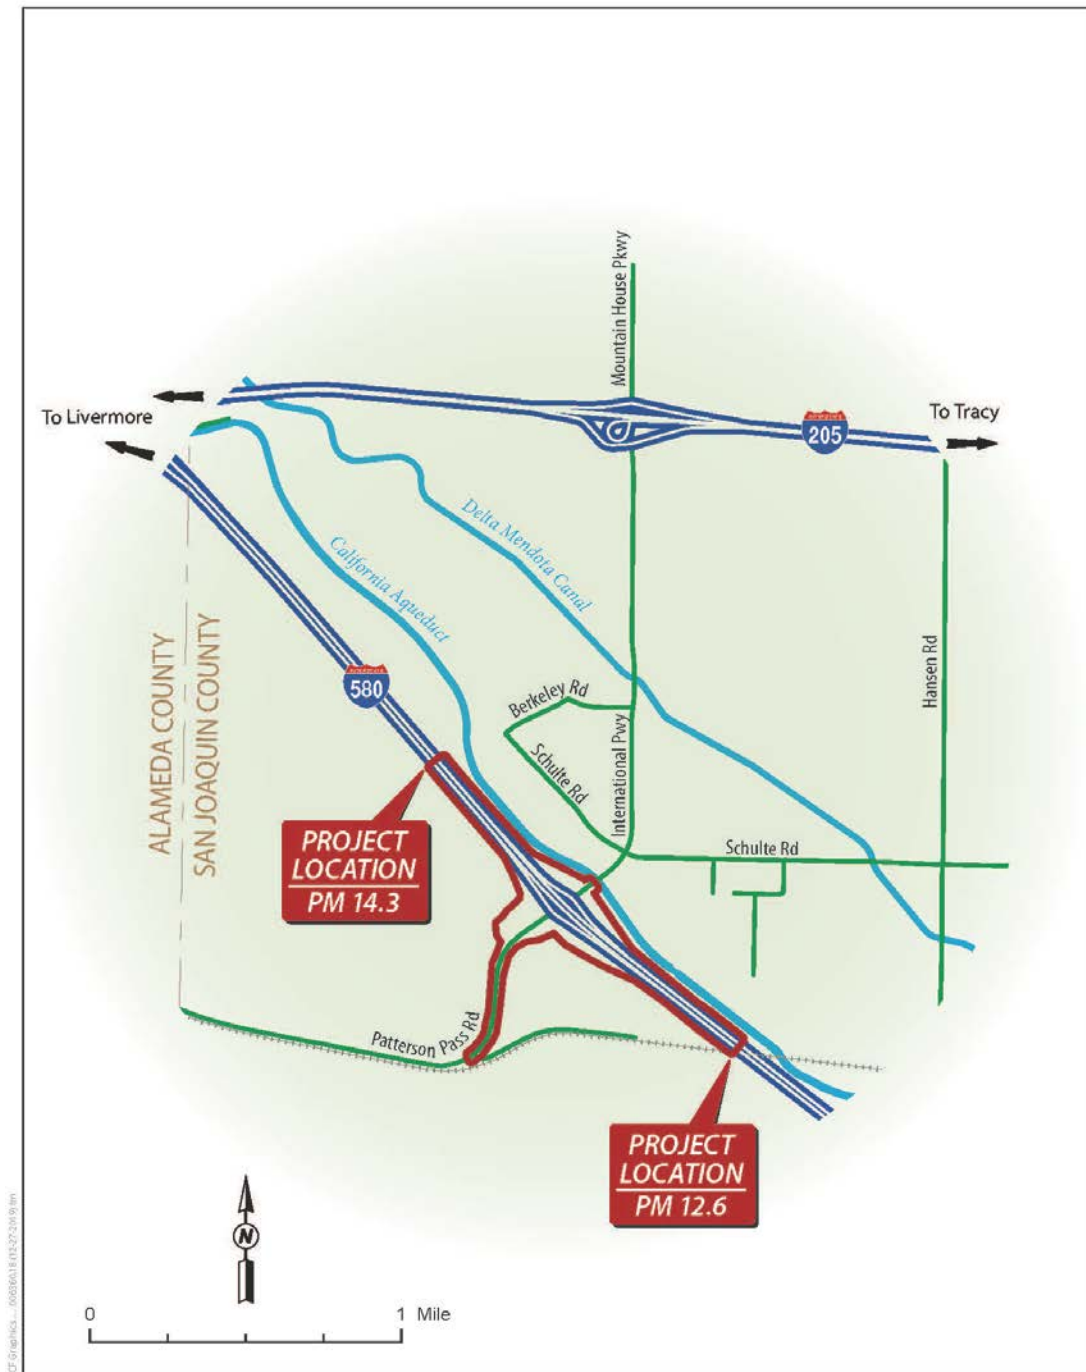 Mountain House Pkwy
To Livermore
To Tracy
205
Delta Mendota Canal
California Aqueduct
580
Berkeley Rd
Schulte Rd
International Pwy
Hansen Rd
ALAMEDA COUNTY
SAN JOAQUIN COUNTY
PROJECT
LOCATION
PM 14.3
Schulte Rd
Patterson Pass Rd
PROJECT
LOCATION
PM 12.6
N
0
1 Mile